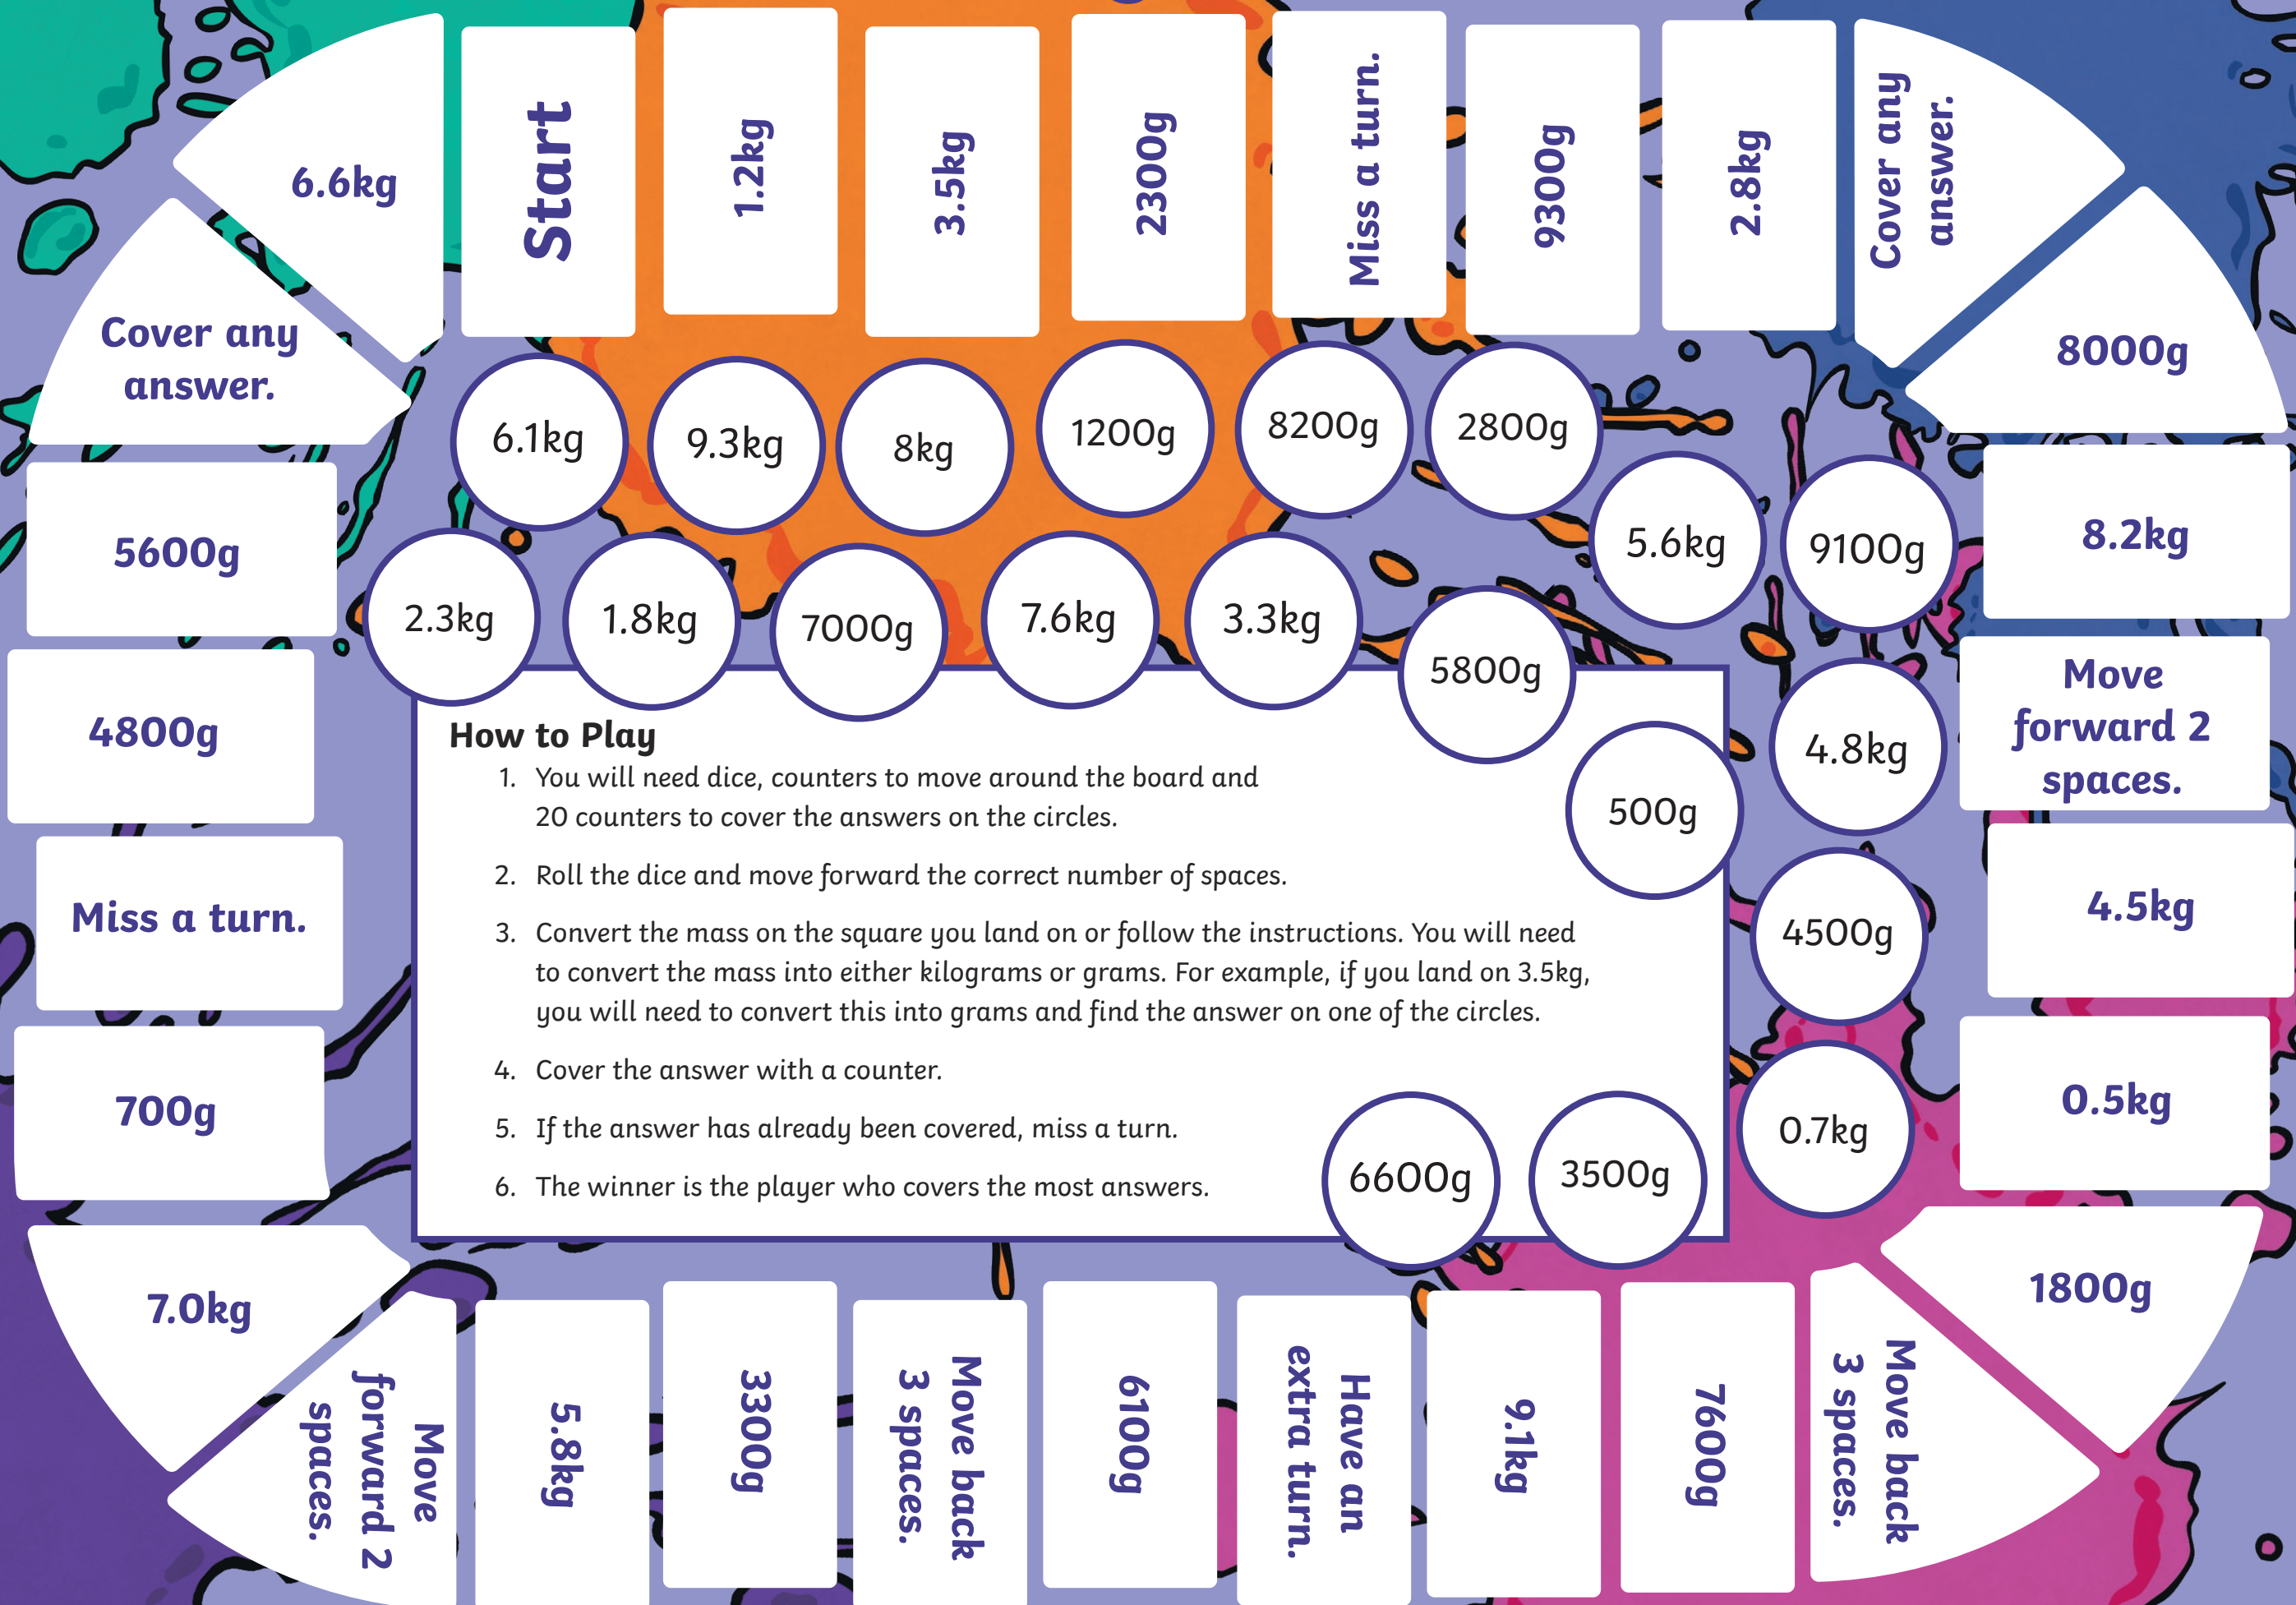 6.6kg
Start
1.2kg
3.5kg
2300g
Miss a turn.
9300g
2.8kg
Cover any
answer.
8000g
8.2kg
Move
forward 2
spaces.
4.5kg
0.5kg
1800g
Move back
3 spaces.
7600g
9.1kg
Have an
extra turn.
6100g
Move back
3 spaces.
3300g
5.8kg
Move
forward 2
spaces.
7.0kg
700g
Miss a turn.
4800g
5600g
Cover any
answer.
6.1kg
9.3kg
8kg
1200g
8200g
2800g
5.6kg
9100g
2.3kg
1.8kg
7000g
7.6kg
3.3kg
5800g
500g
4.8kg
4500g
0.7kg
6600g
3500g
How to Play
1. You will need dice, counters to move around the board and
20 counters to cover the answers on the circles.
2. Roll the dice and move forward the correct number of spaces.
3. Convert the mass on the square you land on or follow the instructions. You will need
to convert the mass into either kilograms or grams. For example, if you land on 3.5kg,
you will need to convert this into grams and find the answer on one of the circles.
4. Cover the answer with a counter.
5. If the answer has already been covered, miss a turn.
6. The winner is the player who covers the most answers.